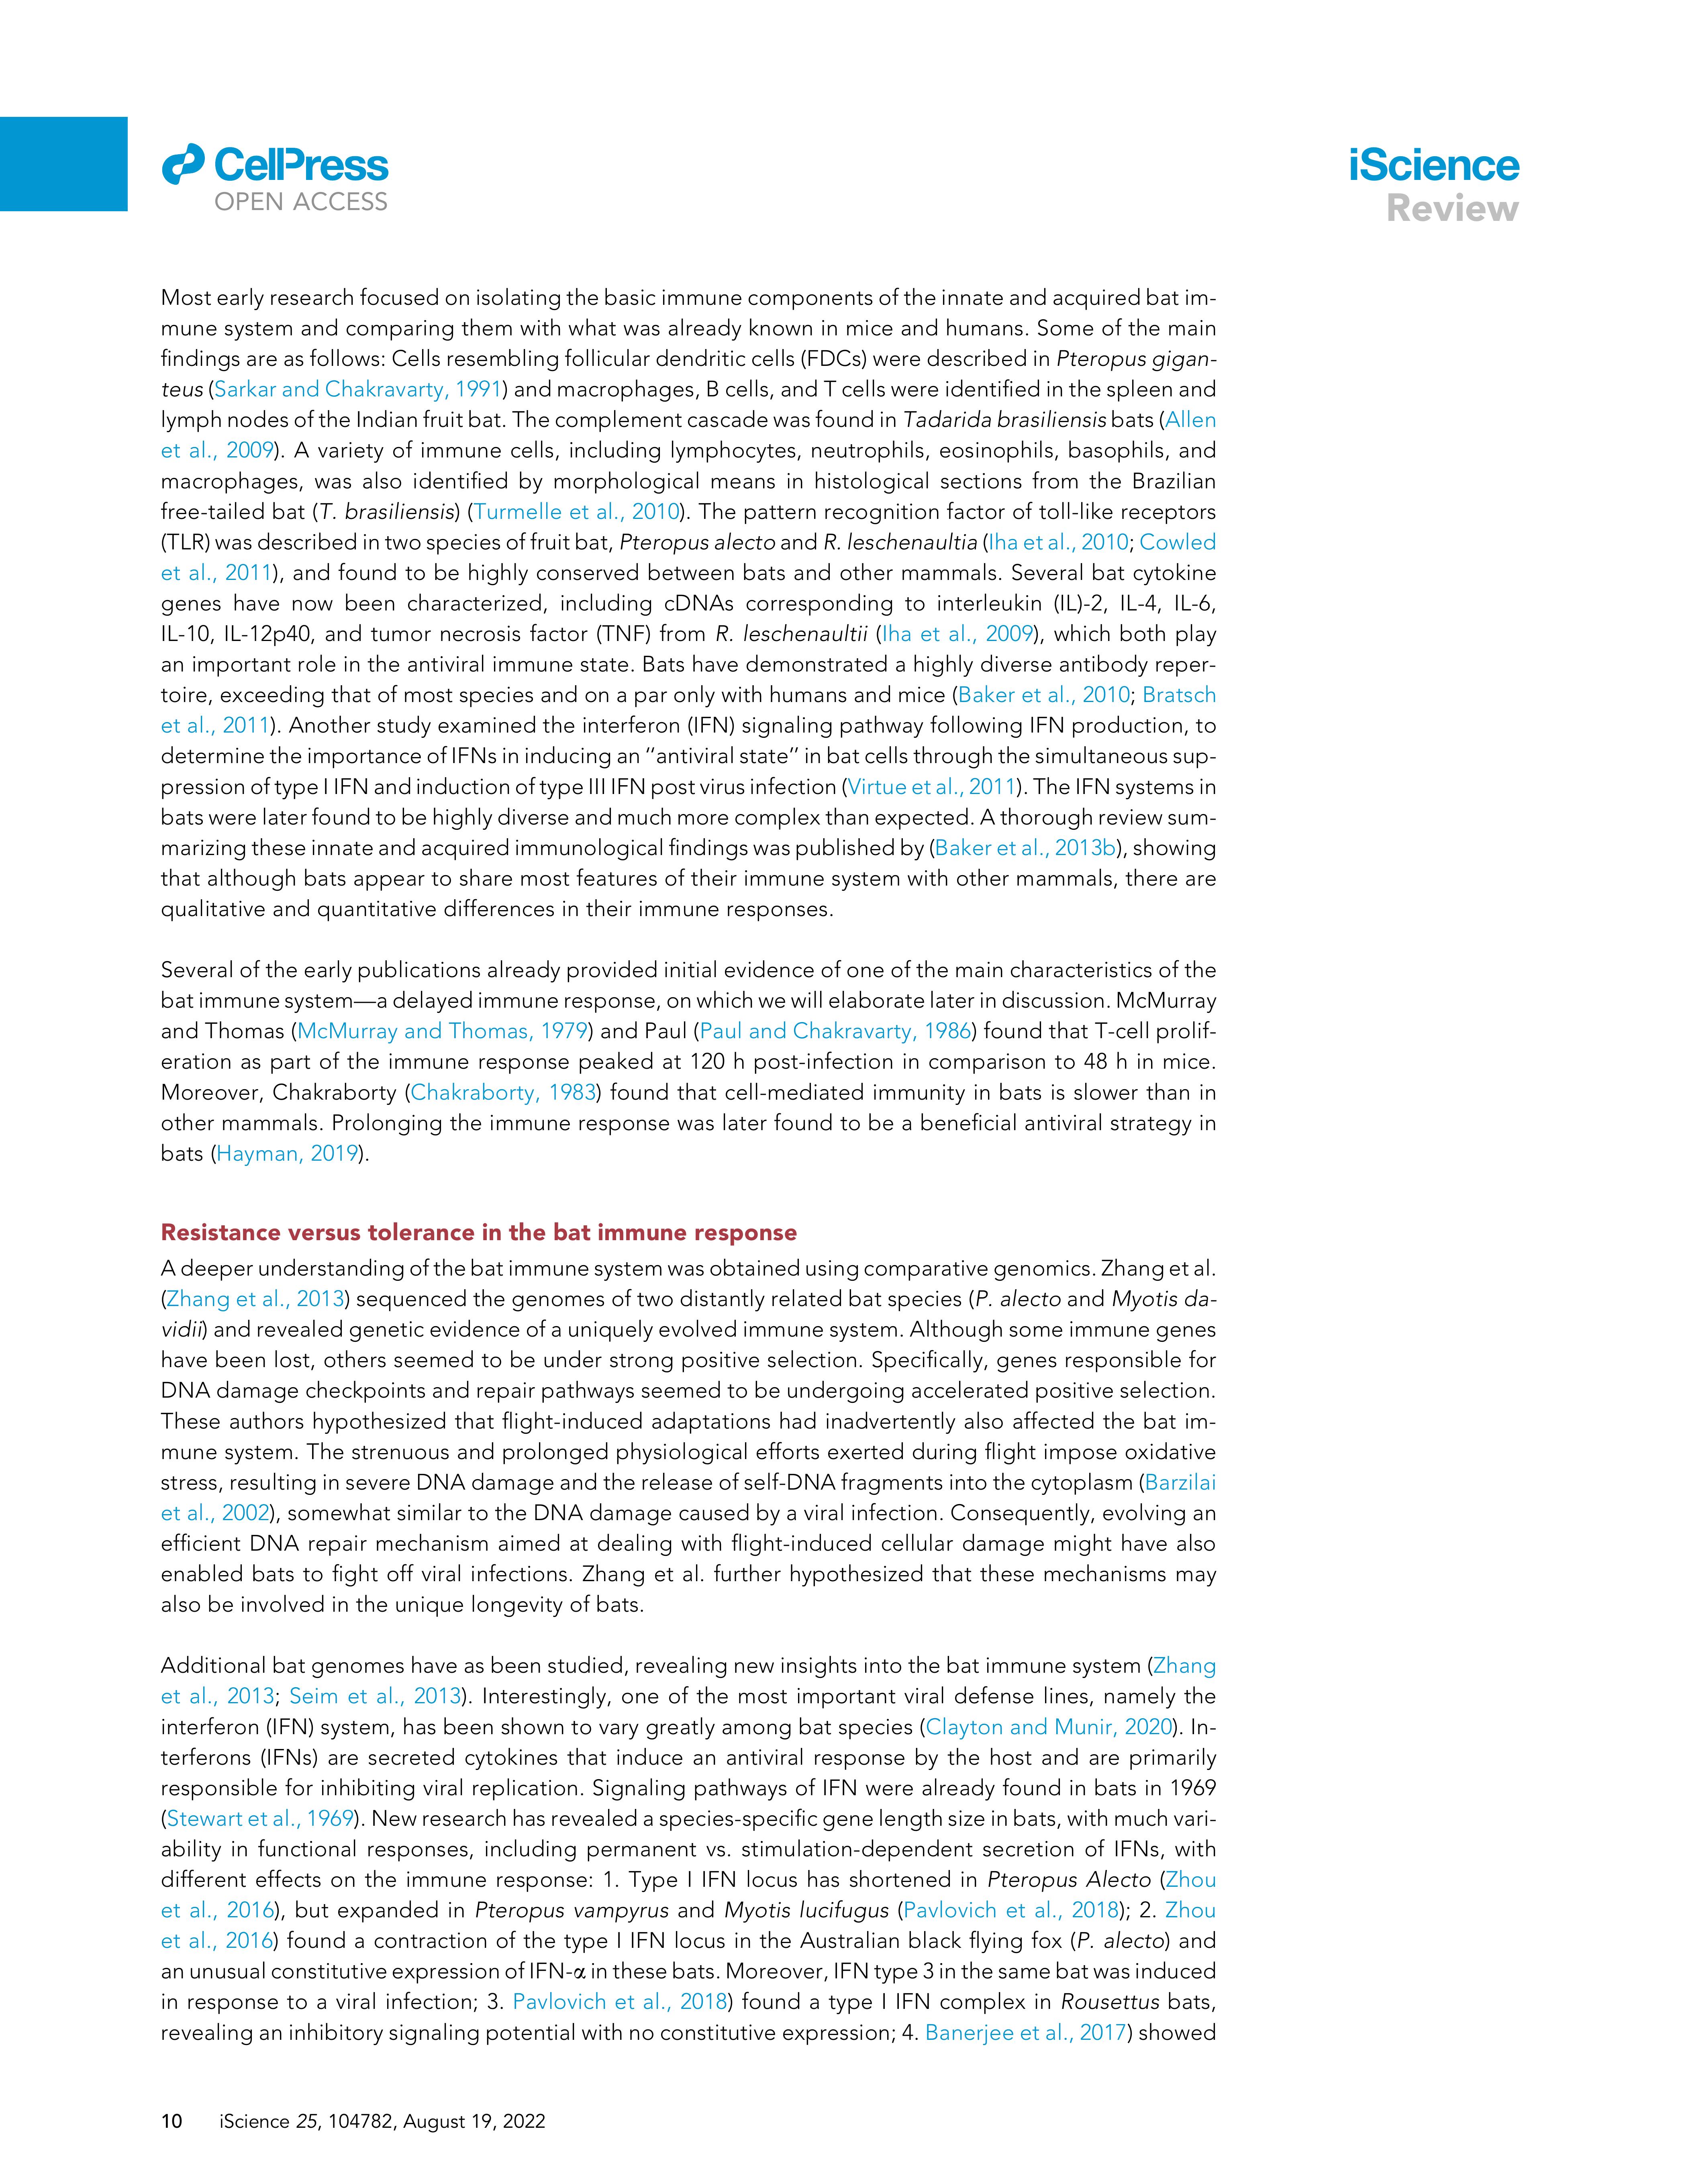 CellPress
OPEN ACCESS
iScience
Review
Most early research focused on isolating the basic immune components of the innate and acquired bat im-
mune system and comparing them with what was already known in mice and humans. Some of the main
findings are as follows: Cells resembling follicular dendritic cells (FDCs) were described in Pteropus gigan-
teus (Sarkar and Chakravarty, 1991) and macrophages, B cells, and T cells were identified in the spleen and
lymph nodes of the Indian fruit bat. The complement cascade was found in Tadarida brasiliensis bats (Allen
et al., 2009). A variety of immune cells, including lymphocytes, neutrophils, eosinophils, basophils, and
macrophages, was also identified by morphological means in histological sections from the Brazilian
free-tailed bat (T. brasiliensis) (Turmelle et al., 2010). The pattern recognition factor of toll-like receptors
(TLR) was described in two species of fruit bat, Pteropus alecto and R. leschenaultia (Iha et al., 2010; Cowled
et al., 2011), and found to be highly conserved between bats and other mammals. Several bat cytokine
genes have now been characterized, including cDNAs corresponding to interleukin (IL)-2, IL-4, IL-6,
IL-10, IL-12p40, and tumor necrosis factor (TNF) from R. leschenaultii (Iha et al., 2009), which both play
an important role in the antiviral immune state. Bats have demonstrated a highly diverse antibody reper-
toire, exceeding that of most species and on a par only with humans and mice (Baker et al., 2010; Bratsch
et al., 2011). Another study examined the interferon (IFN) signaling pathway following IFN production, to
determine the importance of IFNs in inducing an “antiviral state” in bat cells through the simultaneous sup-
pression of type I IFN and induction of type III IFN post virus infection (Virtue et al., 2011). The IFN systems in
bats were later found to be highly diverse and much more complex than expected. A thorough review sum-
marizing these innate and acquired immunological findings was published by (Baker et al., 2013b), showing
that although bats appear to share most features of their immune system with other mammals, there are
qualitative and quantitative differences in their immune responses.
Several of the early publications already provided initial evidence of one of the main characteristics of the
bat immune system—a delayed immune response, on which we will elaborate later in discussion. McMurray
and Thomas (McMurray and Thomas, 1979) and Paul (Paul and Chakravarty, 1986) found that T-cell prolif-
eration as part of the immune response peaked at 120 h post-infection in comparison to 48 h in mice.
Moreover, Chakraborty (Chakraborty, 1983) found that cell-mediated immunity in bats is slower than in
other mammals. Prolonging the immune response was later found to be a beneficial antiviral strategy in
bats (Hayman, 2019).
Resistance versus tolerance in the bat immune response
A deeper understanding of the bat immune system was obtained using comparative genomics. Zhang et al.
(Zhang et al., 2013) sequenced the genomes of two distantly related bat species (P. alecto and Myotis da-
vidii) and revealed genetic evidence of a uniquely evolved immune system. Although some immune genes
have been lost, others seemed to be under strong positive selection. Specifically, genes responsible for
DNA damage checkpoints and repair pathways seemed to be undergoing accelerated positive selection.
These authors hypothesized that flight-induced adaptations had inadvertently also affected the bat im-
mune system. The strenuous and prolonged physiological efforts exerted during flight impose oxidative
stress, resulting in severe DNA damage and the release of self-DNA fragments into the cytoplasm (Barzilai
et al., 2002), somewhat similar to the DNA damage caused by a viral infection. Consequently, evolving an
efficient DNA repair mechanism aimed at dealing with flight-induced cellular damage might have also
enabled bats to fight off viral infections. Zhang et al. further hypothesized that these mechanisms may
also be involved in the unique longevity of bats.
Additional bat genomes have as been studied, revealing new insights into the bat immune system (Zhang
et al., 2013; Seim et al., 2013). Interestingly, one of the most important viral defense lines, namely the
interferon (IFN) system, has been shown to vary greatly among bat species (Clayton and Munir, 2020). In-
terferons (IFNs) are secreted cytokines that induce an antiviral response by the host and are primarily
responsible for inhibiting viral replication. Signaling pathways of IFN were already found in bats in 1969
(Stewart et al., 1969). New research has revealed a species-specific gene length size in bats, with much vari-
ability in functional responses, including permanent vs. stimulation-dependent secretion of IFNs, with
different effects on the immune response: 1. Type I IFN locus has shortened in Pteropus Alecto (Zhou
et al., 2016), but expanded in Pteropus vampyrus and Myotis lucifugus (Pavlovich et al., 2018); 2. Zhou
et al., 2016) found a contraction of the type I IFN locus in the Australian black flying fox (P. alecto) and
an unusual constitutive expression of IFN-α in these bats. Moreover, IFN type 3 in the same bat was induced
in response to a viral infection; 3. Pavlovich et al., 2018) found a type I IFN complex in Rousettus bats,
revealing an inhibitory signaling potential with no constitutive expression; 4. Banerjee et al., 2017) showed
10 iScience 25, 104782, August 19, 2022